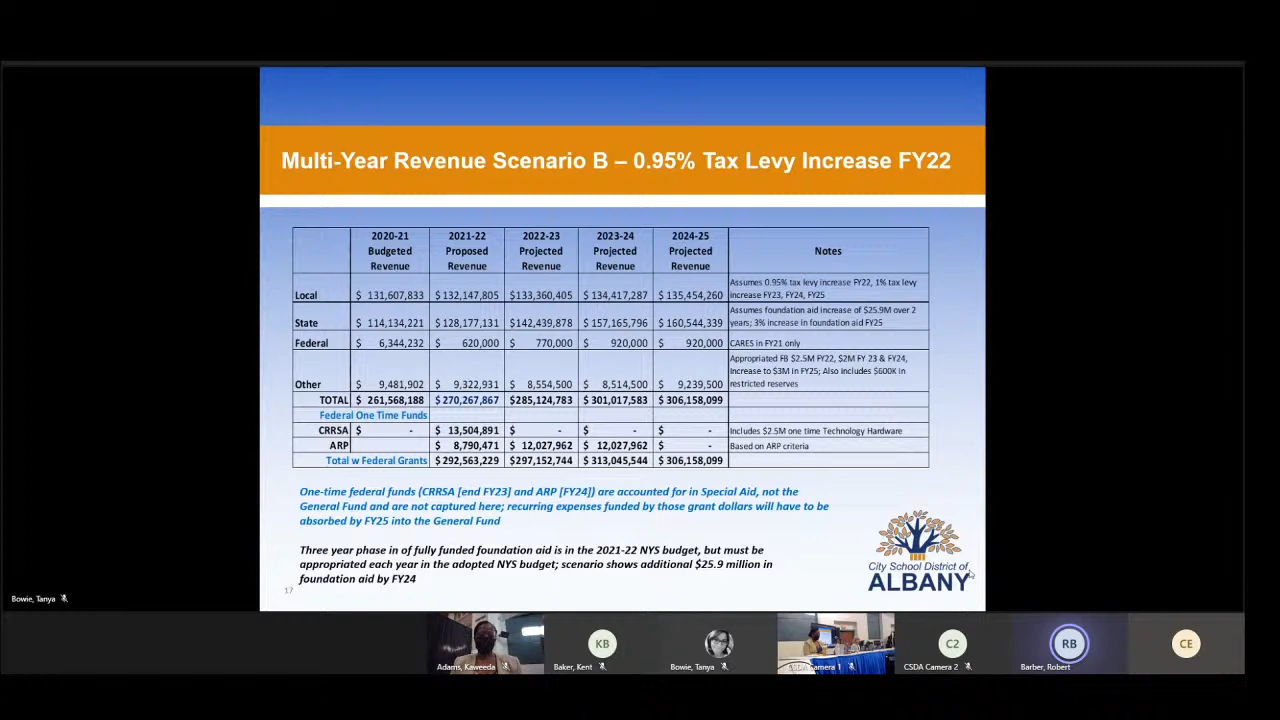 Multi-Year Revenue Scenario B – 0.95% Tax Levy Increase FY22
2020-21 Budgeted Revenue 2021-22 Proposed Revenue 2022-23 Projected Revenue 2023-24 Projected Revenue 2024-25 Projected Revenue Notes
Local $ 131,607,833 $ 132,147,805 $133,360,405 $ 134,417,287 $ 135,454,260 Assumes 0.95% tax levy increase FY22, 1% tax levy increase FY23, FY24, FY25
State $ 114,134,221 $ 128,177,131 $142,439,878 $ 157,165,796 $ 160,544,339 Assumes foundation aid increase of $25.9M over 2 years; 3% increase in foundation aid FY25
Federal $ 6,344,232 $ 620,000 $ 770,000 $ 920,000 $ 920,000 CARES in FY21 only
Other $ 9,481,902 $ 9,322,931 $ 8,554,500 $ 8,514,500 $ 9,239,500 Appropriated FB $2.5M FY22, $2M FY 23 & FY24, Increase to $3M in FY25; Also includes $600K in restricted reserves
TOTAL $ 261,568,188 $ 270,267,867 $285,124,783 $ 301,017,583 $ 306,158,099
Federal One Time Funds
CRRSA $ - $ 13,504,891 $ - $ - $ - Includes $2.5M one time Technology Hardware
ARP $ 8,790,471 $ 12,027,962 $ 12,027,962 $ - Based on ARP criteria
Total w Federal Grants $ 292,563,229 $297,152,744 $ 313,045,544 $ 306,158,099
One-time federal funds (CRRSA [end FY23] and ARP [FY24]) are accounted for in Special Aid, not the
General Fund and are not captured here; recurring expenses funded by those grant dollars will have to be
absorbed by FY25 into the General Fund
Three year phase in of fully funded foundation aid is in the 2021-22 NYS budget, but must be
appropriated each year in the adopted NYS budget; scenario shows additional $25.9 million in
foundation aid by FY24
17
City School District of
ALBANY
Bowie, Tanya
KB
C2
RB
CE
Adams, Kaweeda
Baker, Kent
Bowie, Tanya
CSDA Camera 1
CSDA Camera 2
Barber, Robert